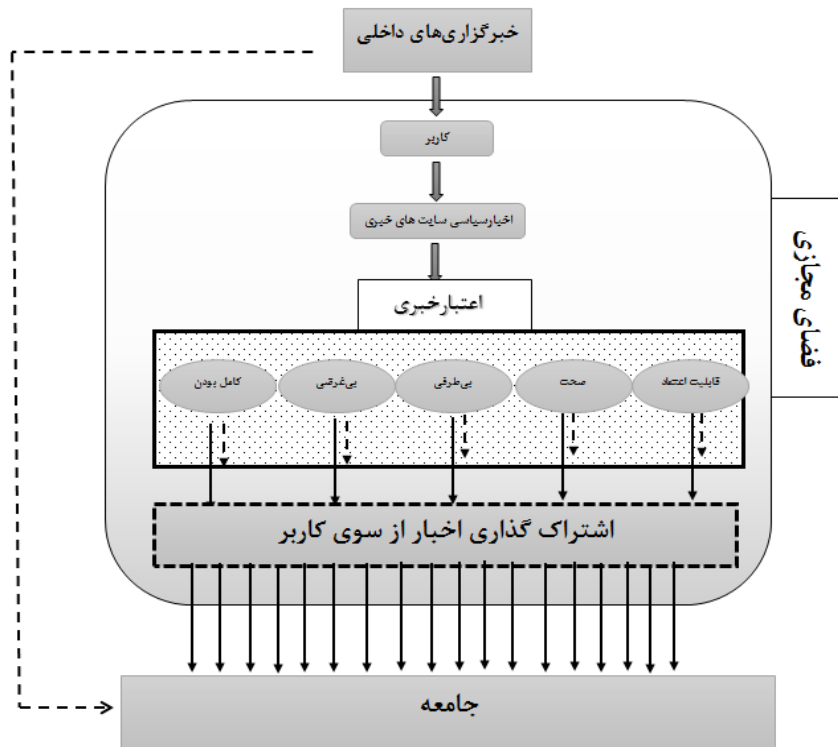 خبرگزاری‌های داخلی
کاربر
اخبارسیاسی سایت های خبری
اعتبارخبری
قابلیت اعتماد
صحت
بی‌طرفی
بی‌غرضی
کامل بودن
اشتراک گذاری اخبار از سوی کاربر
جامعه
فضای مجازی